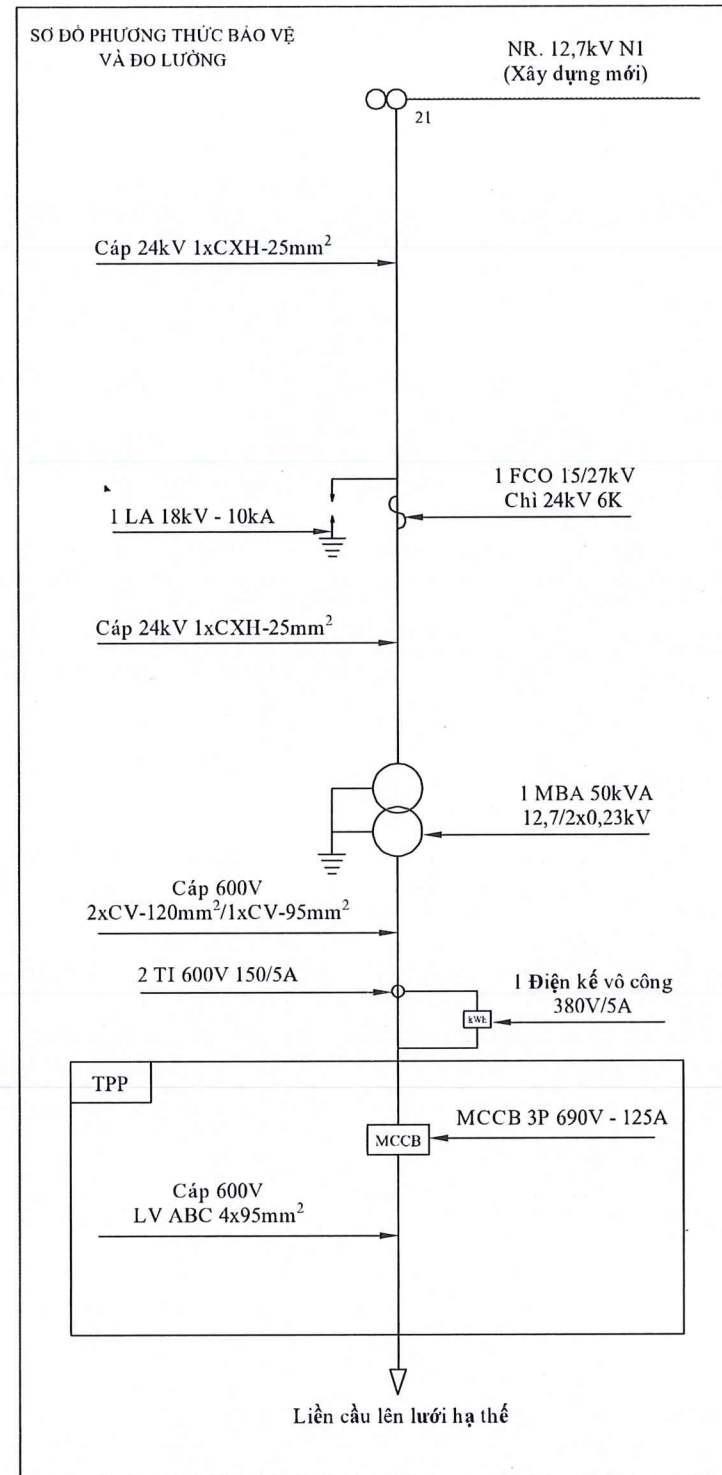 SƠ ĐỒ PHƯƠNG THỨC BẢO VỆ
VÀ ĐO LƯỜNG
NR. 12,7kV N1
(Xây dựng mới)
21
Cáp 24kV 1xCXH-25mm²
1 FCO 15/27kV
Chì 24kV 6K
1 LA 18kV - 10kA
Cáp 24kV 1xCXH-25mm²
1 MBA 50kVA
12,7/2x0,23kV
Cáp 600V
2xCV-120mm²/1xCV-95mm²
2 TI 600V 150/5A
1 Điện kế vô công
380V/5A
TPP
MCCB 3P 690V - 125A
MCCB
Cáp 600V
LV ABC 4x95mm²
Liền cầu lên lưới hạ thế